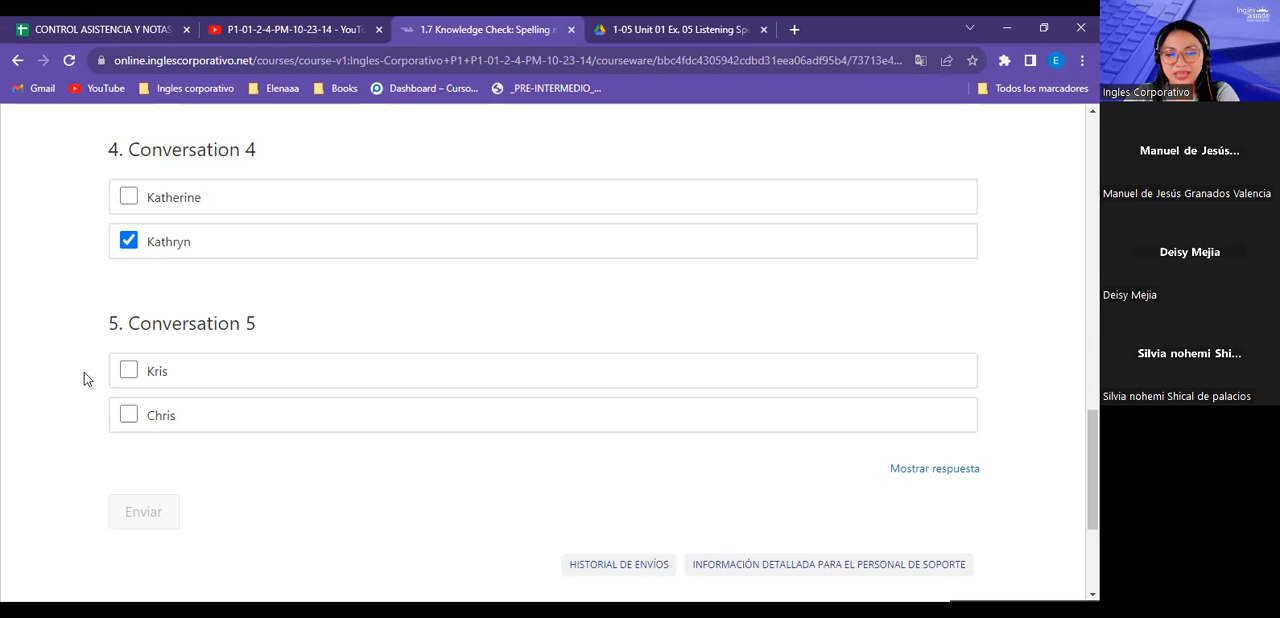 CONTROL ASISTENCIA Y NOTAS
P1-01-2-4-PM-10-23-14 - YouTu
1.7 Knowledge Check: Spelling n
1-05 Unit 01 Ex. 05 Listening Spe
online.inglescorporativo.net/courses/course-v1:Ingles-Corporativo+P1+P1-01-2-4-PM-10-23-14/courseware/bbc4fdc4305942cdbd31eea06adf95b4/73713e4...
E
Gmail
YouTube
Ingles corporativo
Elenaaa
Books
Dashboard – Curso...
_PRE-INTERMEDIO_...
Todos los marcadores
4. Conversation 4
Katherine
Kathryn
5. Conversation 5
Kris
Chris
Mostrar respuesta
Enviar
HISTORIAL DE ENVÍOS
INFORMACIÓN DETALLADA PARA EL PERSONAL DE SOPORTE
Ingles Corporativo
Manuel de Jesús...
Manuel de Jesús Granados Valencia
Deisy Mejia
Deisy Mejia
Silvia nohemi Shi...
Silvia nohemi Shical de palacios